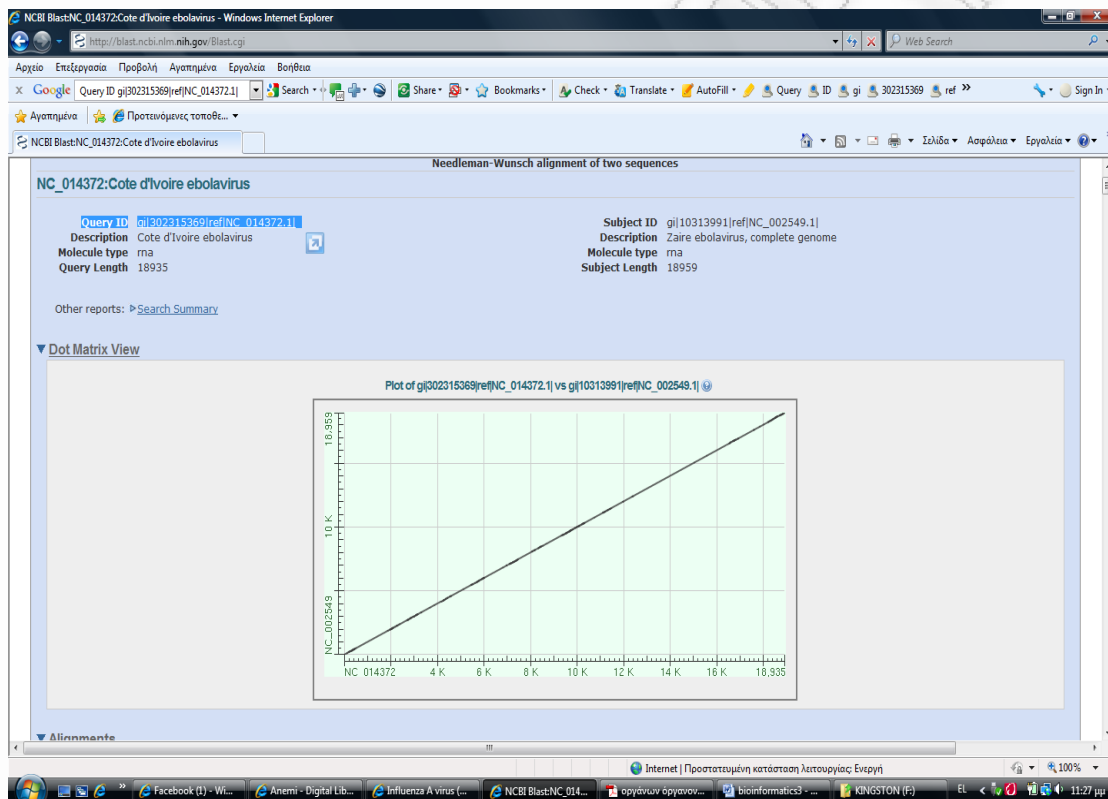 NCBI Blast:NC_014372:Cote d'Ivoire ebolavirus - Windows Internet Explorer
http://blast.ncbi.nlm.nih.gov/Blast.cgi
Web Search
Αρχείο Επεξεργασία Προβολή Αγαπημένα Εργαλεία Βοήθεια
x Google Query ID gi|302315369|ref|NC_014372.1| Search Share Bookmarks Check Translate AutoFill Query ID gi 302315369 ref » Sign In
Αγαπημένα Προτεινόμενες τοποθε...
NCBI Blast:NC_014372:Cote d'Ivoire ebolavirus
Σελίδα Ασφάλεια Εργαλεία
Needleman-Wunsch alignment of two sequences
NC_014372:Cote d'Ivoire ebolavirus
Query ID gi|302315369|ref|NC_014372.1|
Description Cote d'Ivoire ebolavirus
Molecule type rna
Query Length 18935
Subject ID gi|10313991|ref|NC_002549.1|
Description Zaire ebolavirus, complete genome
Molecule type rna
Subject Length 18959
Other reports: Search Summary
Dot Matrix View
Plot of gi|302315369|ref|NC_014372.1| vs gi|10313991|ref|NC_002549.1|
18,959
10 K
NC_002549
NC_014372 4 K 6 K 8 K 10 K 12 K 14 K 16 K 18,935
Alignments
Internet | Προστατευμένη κατάσταση λειτουργίας: Ενεργή
100%
» Facebook (1) - Wi... Anemi - Digital Lib... Influenza A virus (... NCBI Blast:NC_014... οργάνων όργανον... bioinformatics3 - ... KINGSTON (F:) EL 11:27 μμ